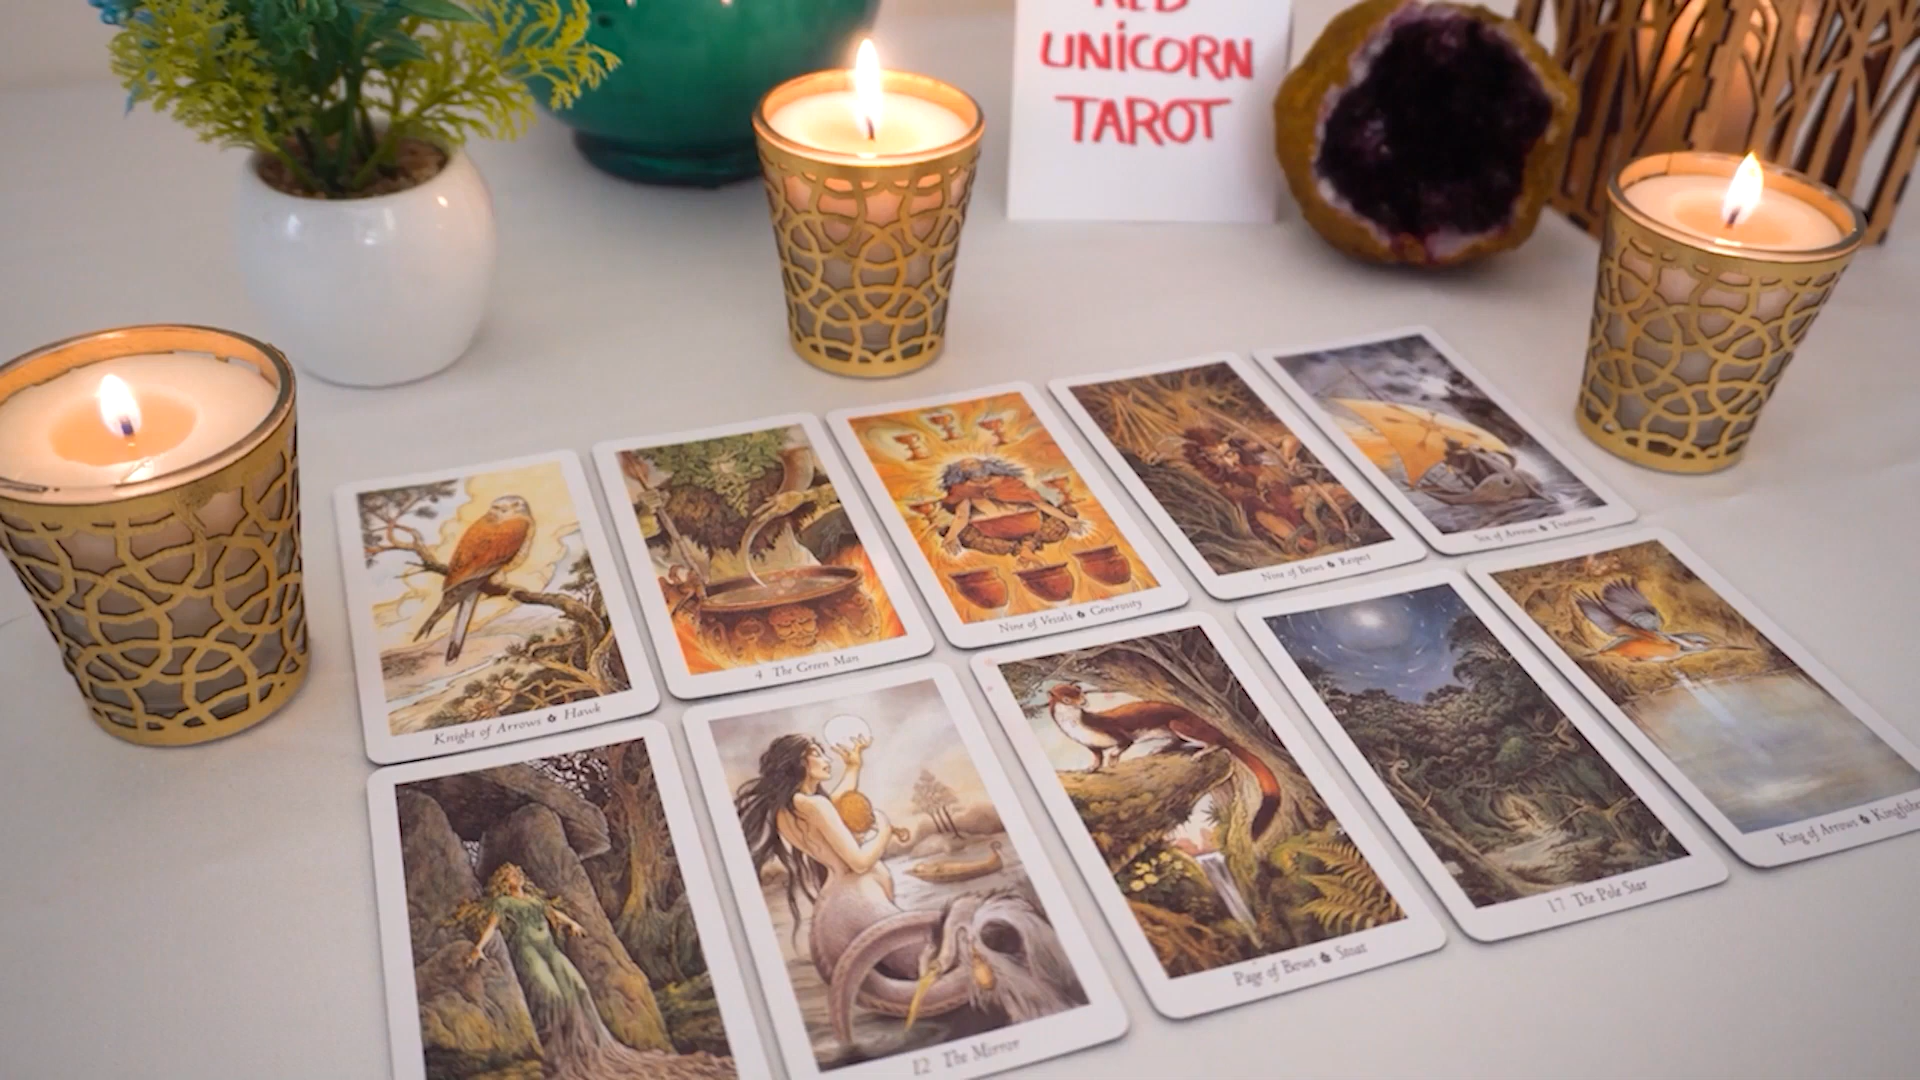 RED
UNICORN
TAROT
Knight of Arrows Hawk
4 The Green Man
Nine of Vessels Generosity
Nine of Bows Respect
of Arrows Transition
12 The Mirror
Page of Bows Stoat
17 The Pole Star
King of Arrows Kingfisher